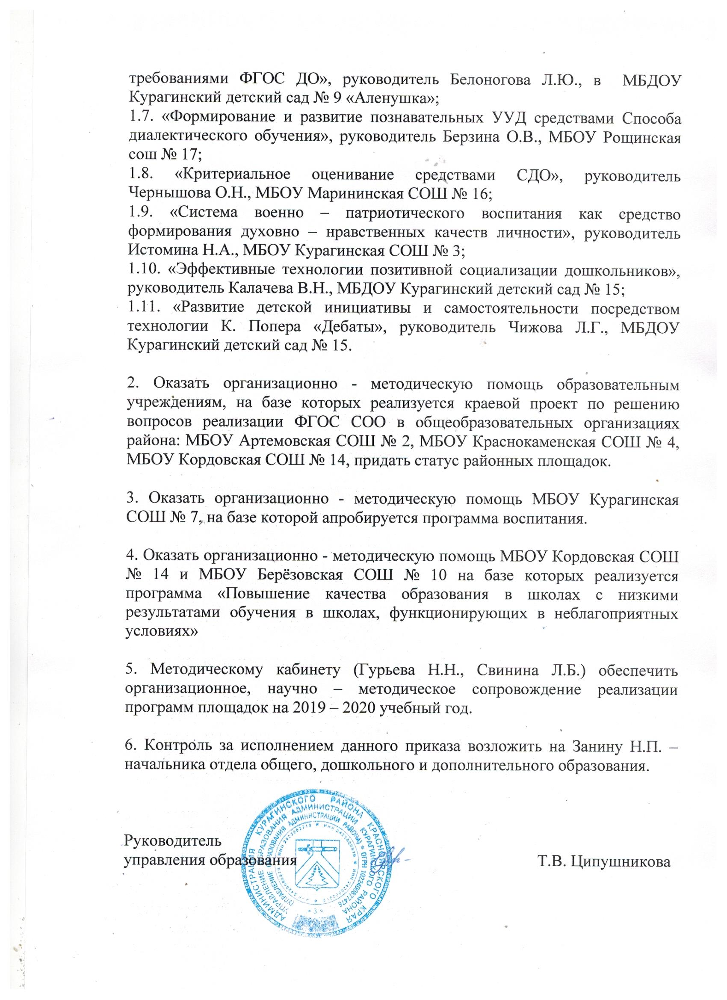 требованиями ФГОС ДО», руководитель Белоногова Л.Ю., в МБДОУ
Курагинский детский сад № 9 «Аленушка»;
1.7. «Формирование и развитие познавательных УУД средствами Способа
диалектического обучения», руководитель Берзина О.В., МБОУ Рощинская
сош № 17;
1.8. «Критериальное оценивание средствами СДО», руководитель
Чернышова О.Н., МБОУ Марининская СОШ № 16;
1.9. «Система военно – патриотического воспитания как средство
формирования духовно – нравственных качеств личности», руководитель
Истомина Н.А., МБОУ Курагинская СОШ № 3;
1.10. «Эффективные технологии позитивной социализации дошкольников»,
руководитель Калачева В.Н., МБДОУ Курагинский детский сад № 15;
1.11. «Развитие детской инициативы и самостоятельности посредством
технологии К. Попера «Дебаты», руководитель Чижова Л.Г., МБДОУ
Курагинский детский сад № 15.
2. Оказать организационно - методическую помощь образовательным
учреждениям, на базе которых реализуется краевой проект по решению
вопросов реализации ФГОС СОО в общеобразовательных организациях
района: МБОУ Артемовская СОШ № 2, МБОУ Краснокаменская СОШ № 4,
МБОУ Кордовская СОШ № 14, придать статус районных площадок.
3. Оказать организационно - методическую помощь МБОУ Курагинская
СОШ № 7, на базе которой апробируется программа воспитания.
4. Оказать организационно - методическую помощь МБОУ Кордовская СОШ
№ 14 и МБОУ Берёзовская СОШ № 10 на базе которых реализуется
программа «Повышение качества образования в школах с низкими
результатами обучения в школах, функционирующих в неблагоприятных
условиях»
5. Методическому кабинету (Гурьева Н.Н., Свинина Л.Б.) обеспечить
организационное, научно – методическое сопровождение реализации
программ площадок на 2019 – 2020 учебный год.
6. Контроль за исполнением данного приказа возложить на Занину Н.П. –
начальника отдела общего, дошкольного и дополнительного образования.
Руководитель
управления образования Т.В. Ципушникова
АДМИНИСТРАЦИЯ КУРАГИНСКОГО РАЙОНА КРАСНОЯРСКОГО КРАЯ
УПРАВЛЕНИЕ ОБРАЗОВАНИЯ АДМИНИСТРАЦИИ КУРАГИНСКОГО РАЙОНА
(УПРАВЛЕНИЕ ОБРАЗОВАНИЯ АДМИНИСТРАЦИИ РАЙОНА) * ОГРН 1022400877476
* 3 *